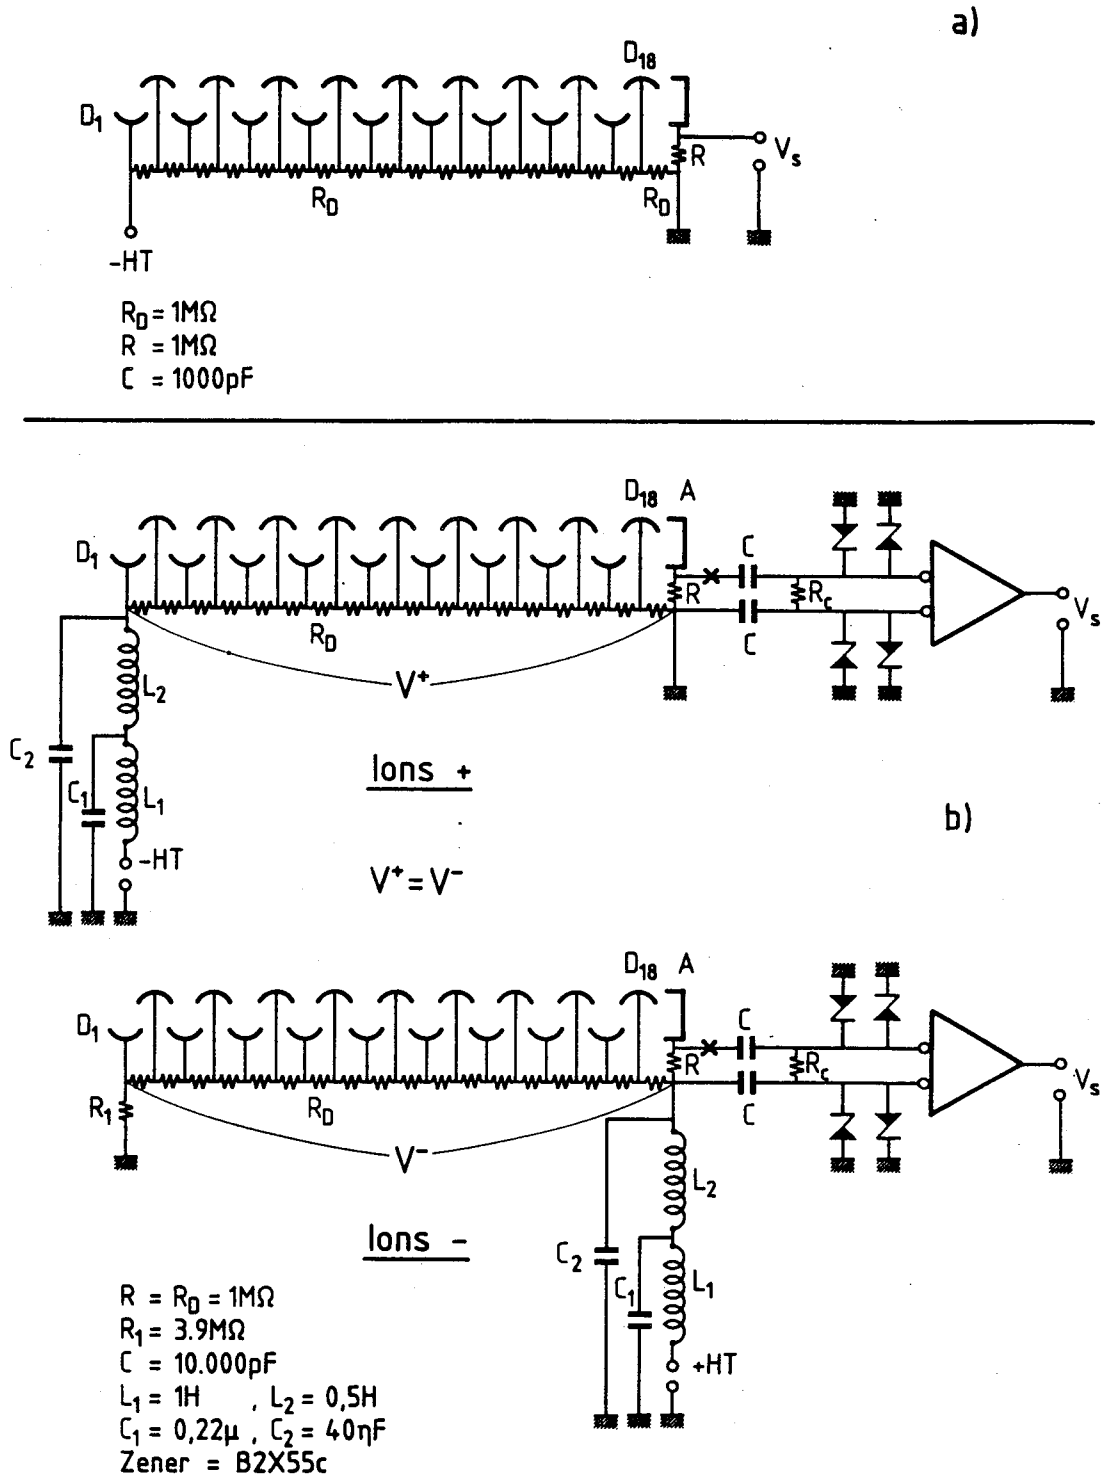 a)
D18
D1
R
Vs
RD
RD
-HT
RD = 1MΩ
R = 1MΩ
C = 1000pF
D18 A
D1
C
R
Rc
Vs
RD
C
V+
L2
C2
Ions +
C1
L1
b)
-HT
V+ = V-
D18 A
D1
C
R
Rc
Vs
R1
RD
C
V-
L2
Ions -
C2
C1
L1
R = RD = 1MΩ
R1 = 3.9MΩ
+HT
C = 10.000pF
L1 = 1H , L2 = 0,5H
C1 = 0,22µ , C2 = 40ηF
Zener = B2X55c